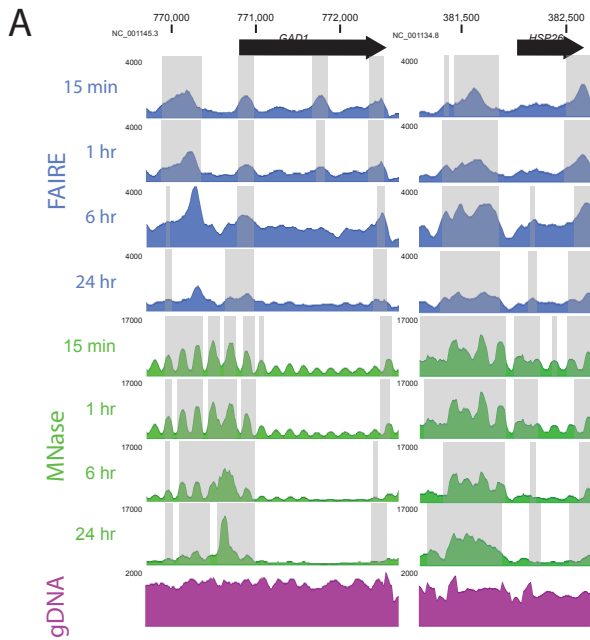 A
770,000 771,000 772,000 381,500 382,500
NC_001145.3 GAD1 NC_001134.8 HSP26
FAIRE
15 min 4000 4000
1 hr 4000 4000
6 hr 4000 4000
24 hr 4000 4000
MNase
15 min 17000 17000
1 hr 17000 17000
6 hr 17000 17000
24 hr 17000 17000
gDNA 2000 2000